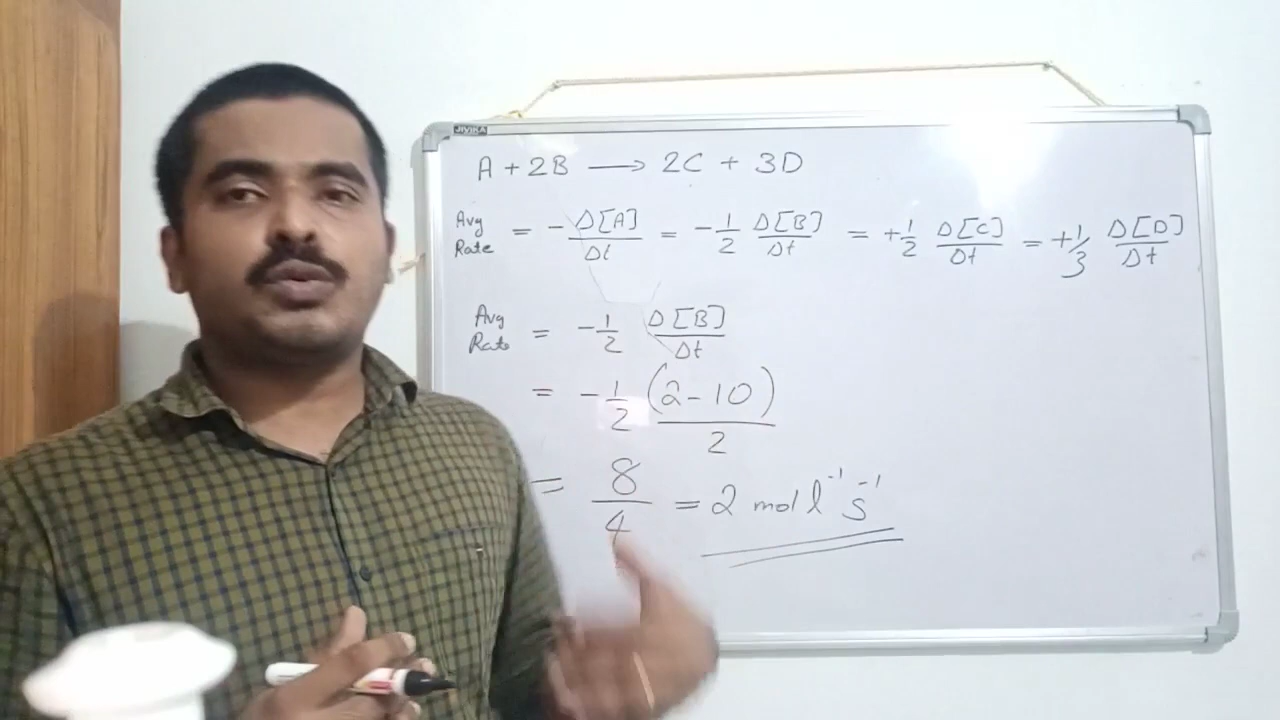 JIVIKA
A + 2B ⟶ 2C + 3D
Avg Rate = - Δ[A]/Δt = - 1/2 Δ[B]/Δt = + 1/2 Δ[C]/Δt = + 1/3 Δ[D]/Δt
Avg Rate = - 1/2 Δ[B]/Δt
= - 1/2 (2-10)/2
= 8/4 = 2 mol l⁻¹ s⁻¹